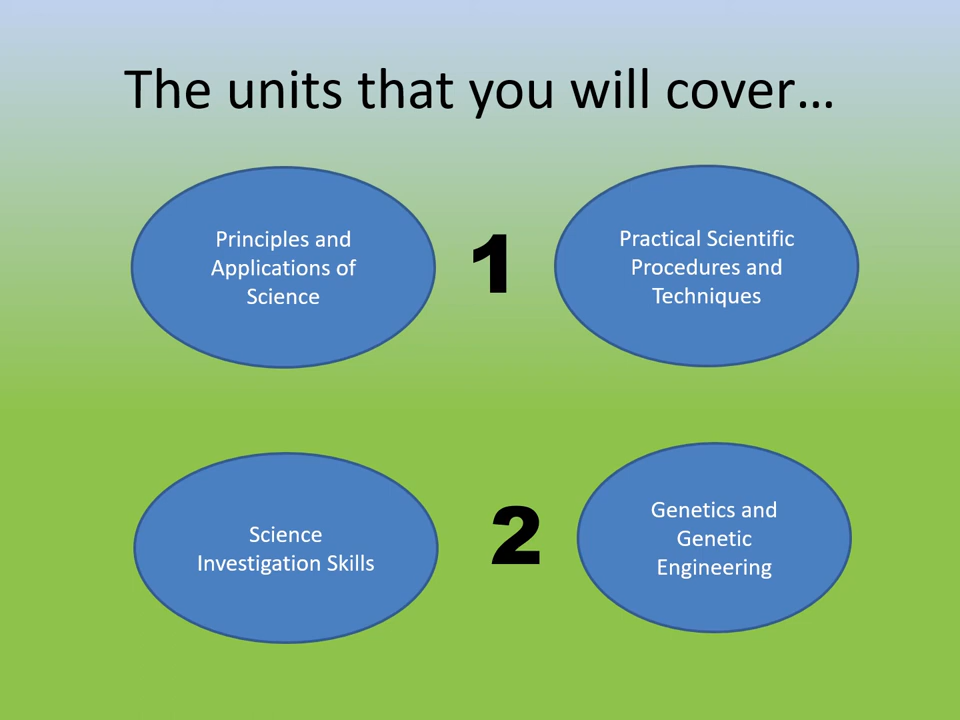 The units that you will cover…
Principles and
Applications of
Science
1
Practical Scientific
Procedures and
Techniques
Science
Investigation Skills
2
Genetics and
Genetic
Engineering